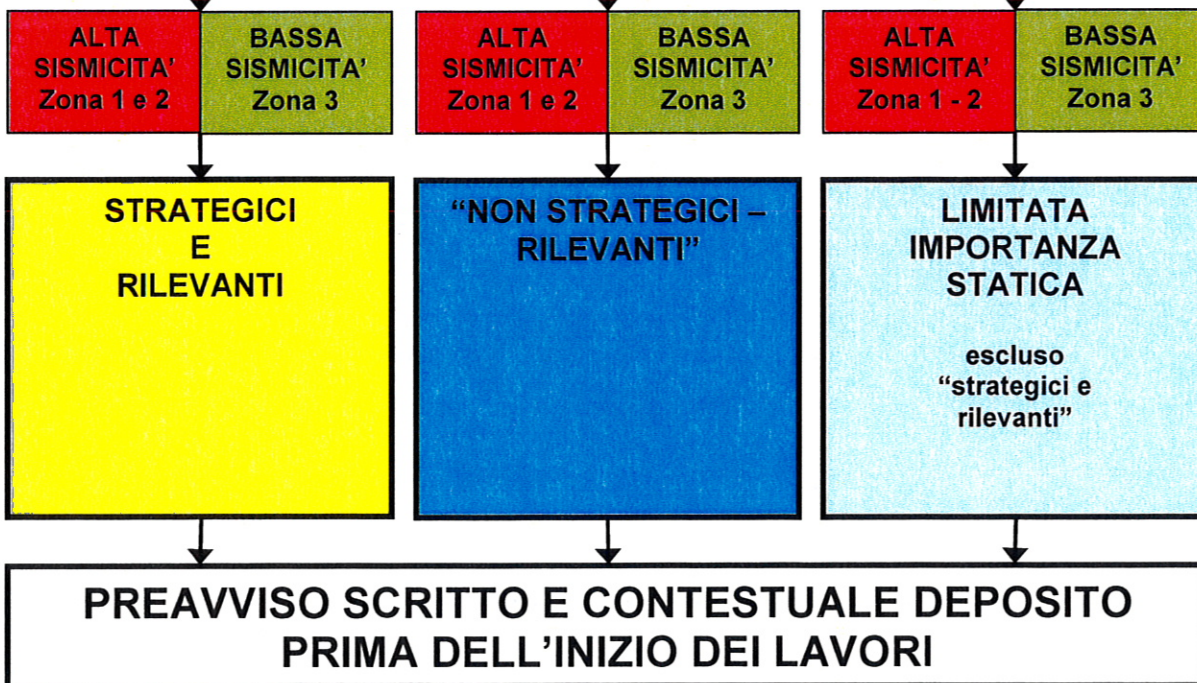 ALTA
SISMICITA'
Zona 1 e 2
BASSA
SISMICITA'
Zona 3
ALTA
SISMICITA'
Zona 1 e 2
BASSA
SISMICITA'
Zona 3
ALTA
SISMICITA'
Zona 1 - 2
BASSA
SISMICITA'
Zona 3
STRATEGICI
E
RILEVANTI
“NON STRATEGICI –
RILEVANTI”
LIMITATA
IMPORTANZA
STATICA
escluso
“strategici e
rilevanti”
PREAVVISO SCRITTO E CONTESTUALE DEPOSITO
PRIMA DELL'INIZIO DEI LAVORI